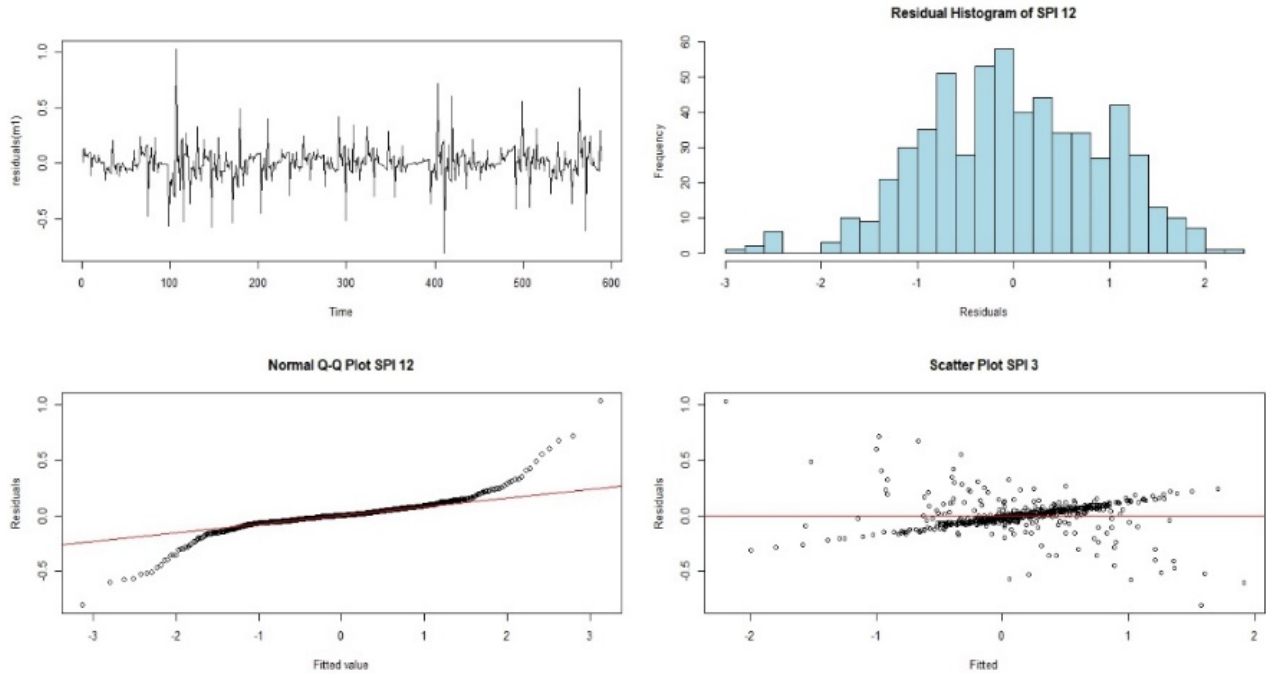 residuals(m1)
1.0
0.5
0.0
-0.5
0 100 200 300 400 500 600
Time
Residual Histogram of SPI 12
Frequency
60
50
40
30
20
10
0
-3 -2 -1 0 1 2
Residuals
Normal Q-Q Plot SPI 12
Residuals
1.0
0.5
0.0
-0.5
-3 -2 -1 0 1 2 3
Fitted value
Scatter Plot SPI 3
Residuals
1.0
0.5
0.0
-0.5
-2 -1 0 1 2
Fitted